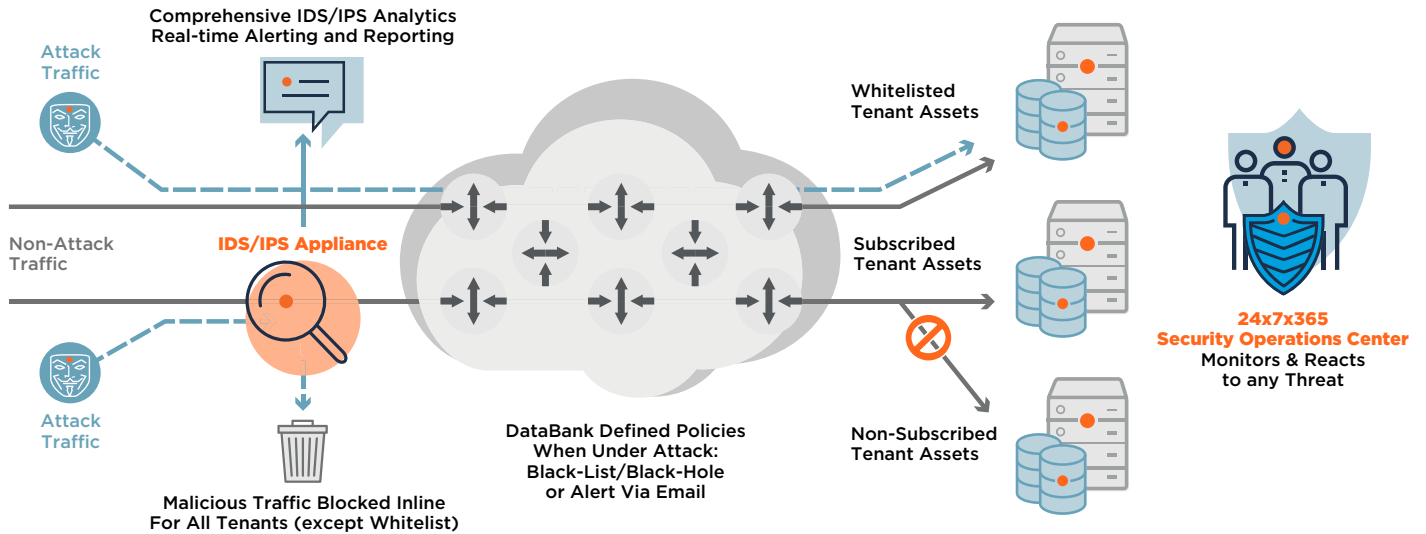 Comprehensive IDS/IPS Analytics
Real-time Alerting and Reporting
Attack
Traffic
Whitelisted
Tenant Assets
Non-Attack
Traffic
IDS/IPS Appliance
Subscribed
Tenant Assets
24x7x365
Security Operations Center
Monitors & Reacts
to any Threat
Attack
Traffic
DataBank Defined Policies
When Under Attack:
Black-List/Black-Hole
or Alert Via Email
Non-Subscribed
Tenant Assets
Malicious Traffic Blocked Inline
For All Tenants (except Whitelist)